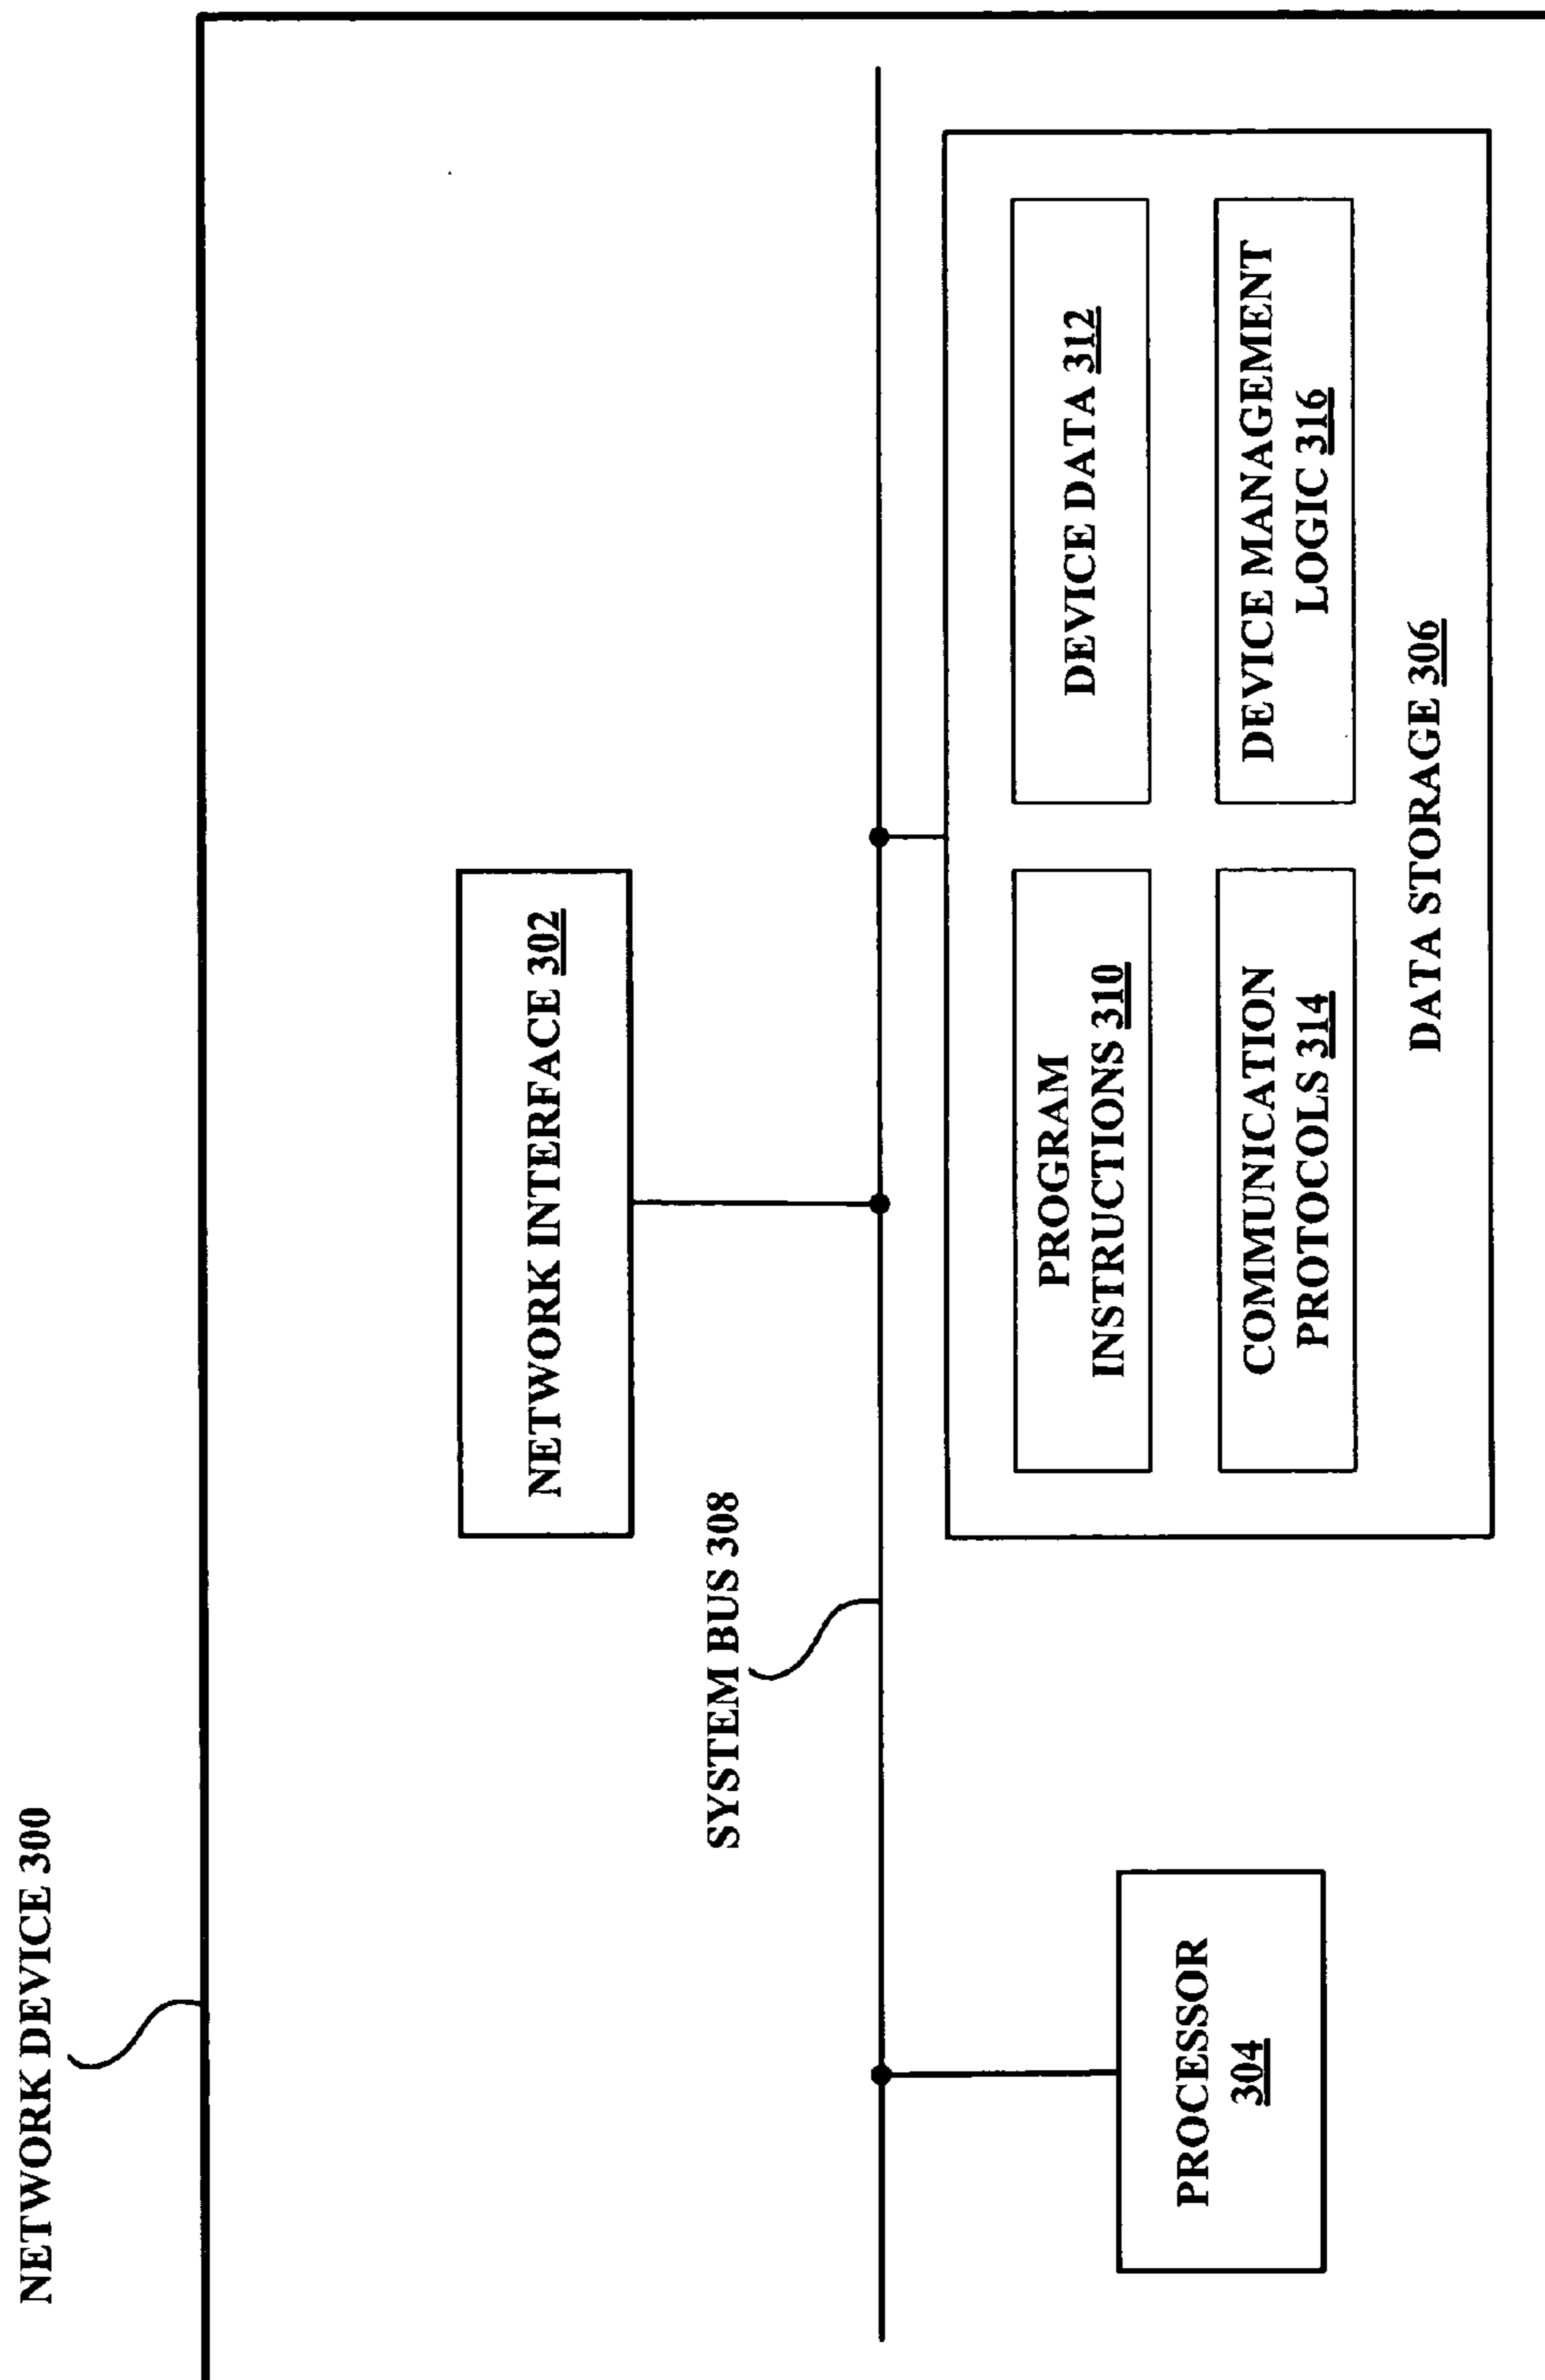 NETWORK DEVICE 300
NETWORK INTERFACE 302
SYSTEM BUS 308
PROCESSOR
304
PROGRAM
INSTRUCTIONS 310
DEVICE DATA 312
COMMUNICATION
PROTOCOLS 314
DEVICE MANAGEMENT
LOGIC 316
DATA STORAGE 306